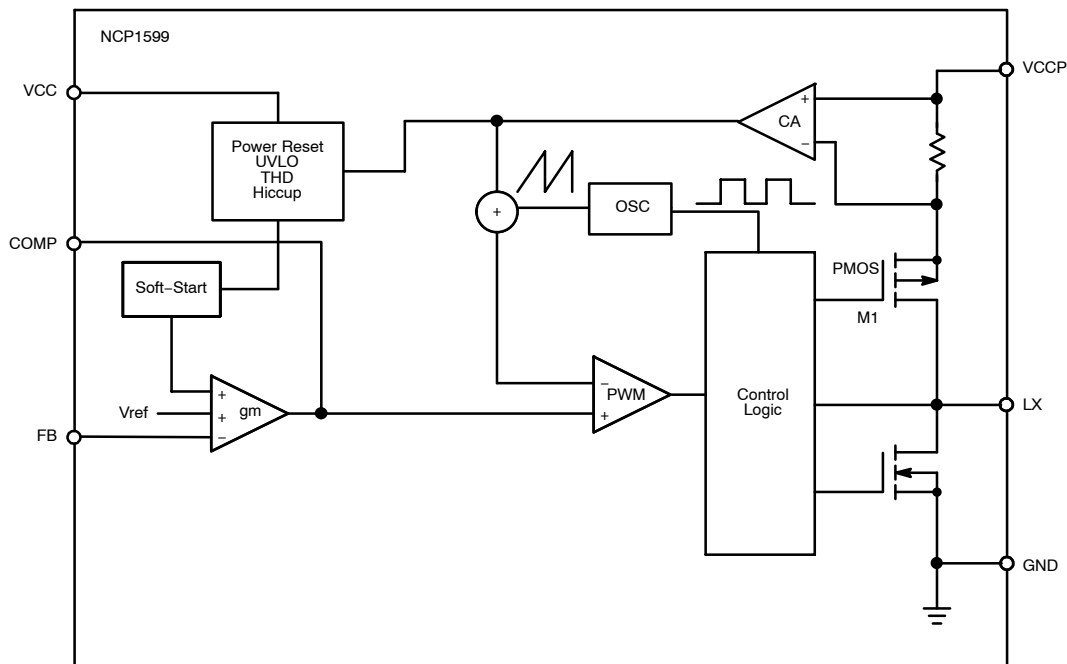 NCP1599
VCC
VCCP
+
CA
−
Power Reset
UVLO
THD
Hiccup
+
OSC
COMP
Soft−Start
PMOS
M1
+
gm
Vref
+
−
FB
−
PWM
+
Control
Logic
LX
GND